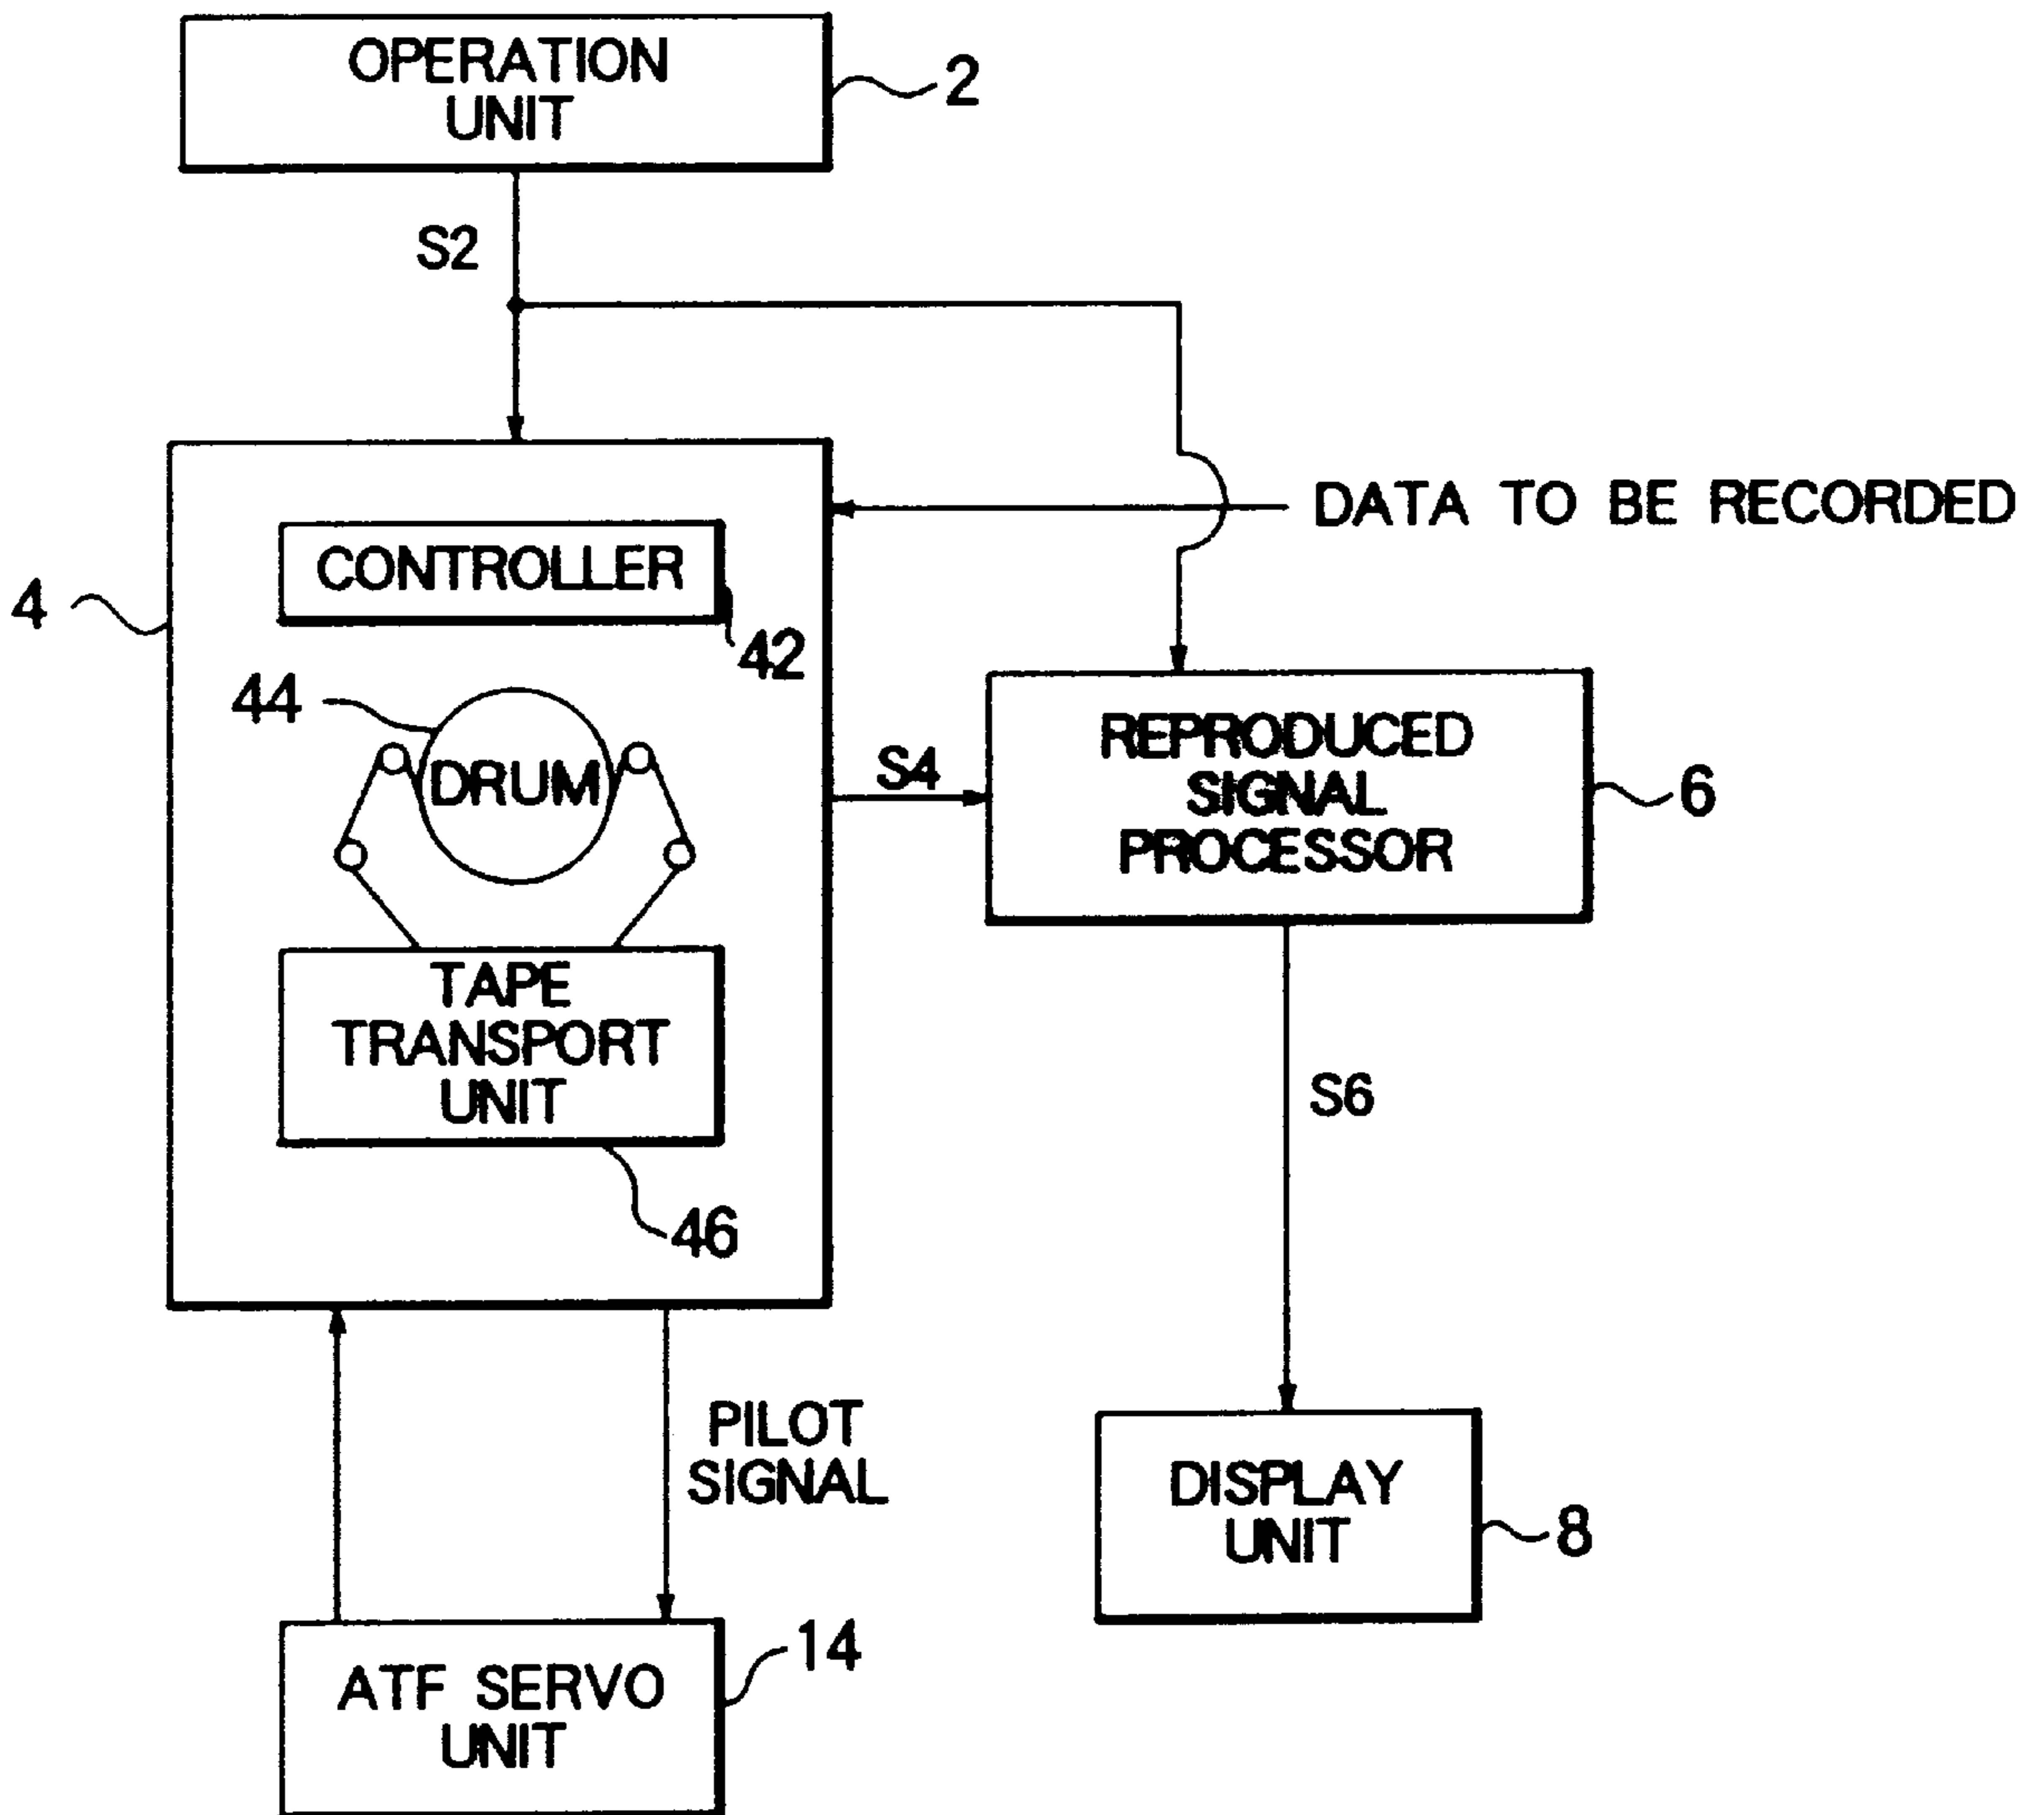 OPERATION
UNIT
2
S2
DATA TO BE RECORDED
CONTROLLER
4
42
44
DRUM
S4
REPRODUCED
SIGNAL
PROCESSOR
6
TAPE
TRANSPORT
UNIT
46
S6
PILOT
SIGNAL
DISPLAY
UNIT
8
14
ATF SERVO
UNIT